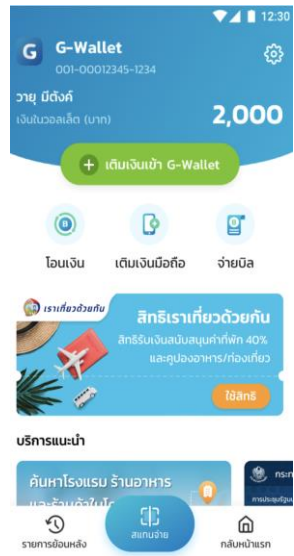 12:30
G G-Wallet
001-00012345-1234
วายุ มีตังค์
เงินในวอลเล็ต (บาท)
2,000
+ เติมเงินเข้า G-Wallet
โอนเงิน เติมเงินมือถือ จ่ายบิล
เราเที่ยวด้วยกัน
สิทธิเราเที่ยวด้วยกัน
สิทธิรับเงินสนับสนุนค่าที่พัก 40%
และคูปองอาหาร/ท่องเที่ยว
ใช้สิทธิ
บริการแนะนำ
ค้นหาโรงแรม ร้านอาหาร
สแกนจ่าย
รายการย้อนหลัง
กลับหน้าแรก